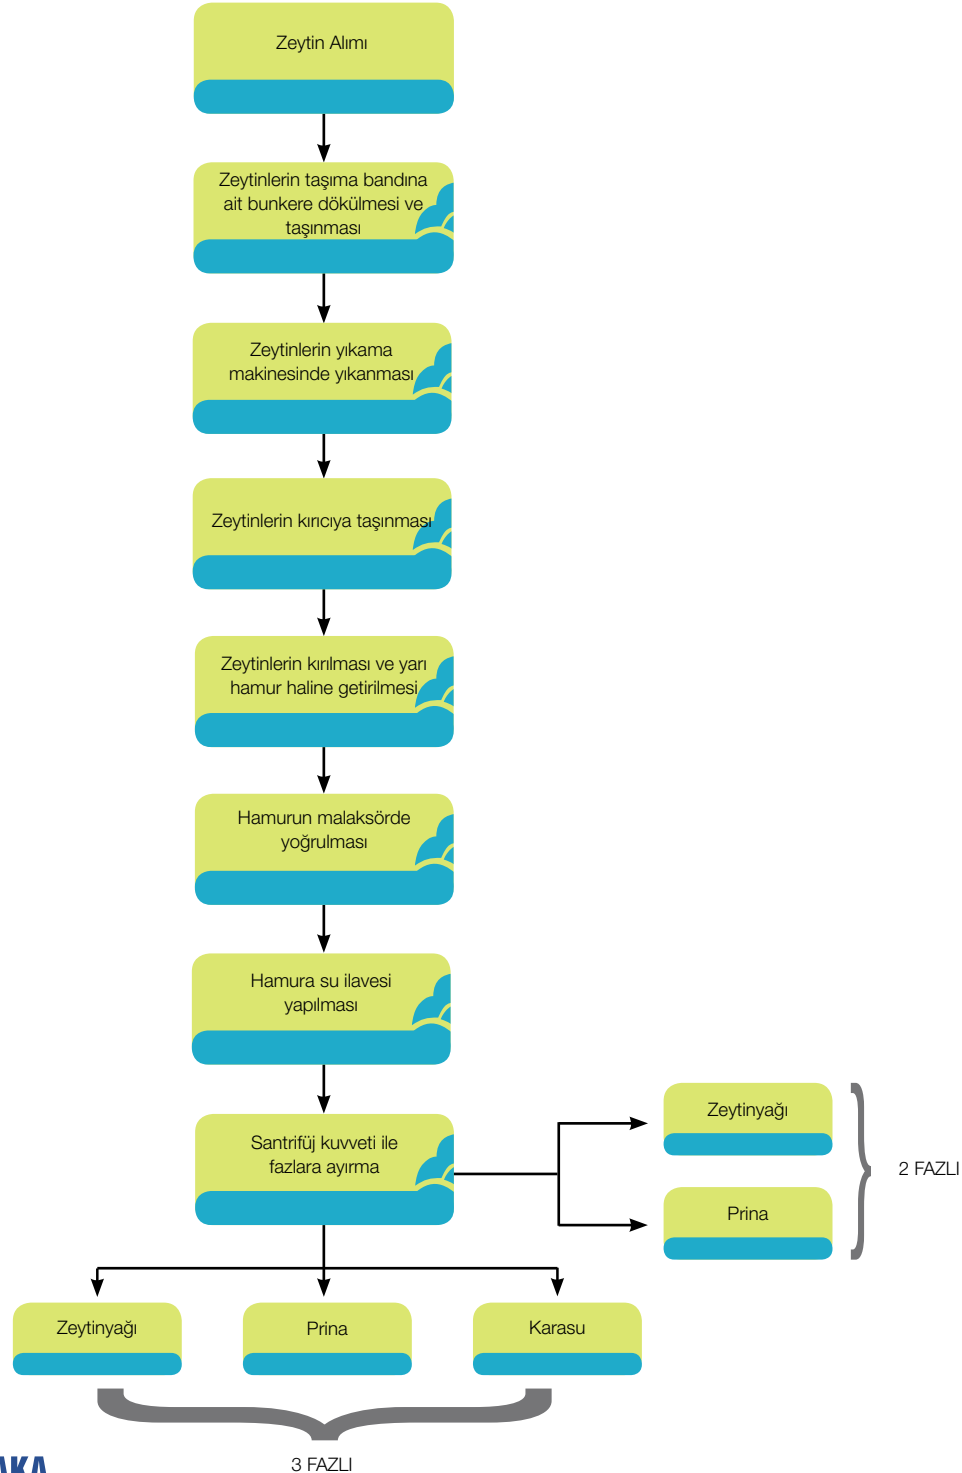 Zeytin Alımı
Zeytinlerin taşıma bandına
ait bunkere dökülmesi ve
taşınması
Zeytinlerin yıkama
makinesinde yıkanması
Zeytinlerin kırıcıya taşınması
Zeytinlerin kırılması ve yarı
hamur haline getirilmesi
Hamurun malaksörde
yoğrulması
Hamura su ilavesi
yapılması
Santrifüj kuvveti ile
fazlara ayırma
Zeytinyağı
Prina
2 FAZLI
Zeytinyağı
Prina
Karasu
3 FAZLI